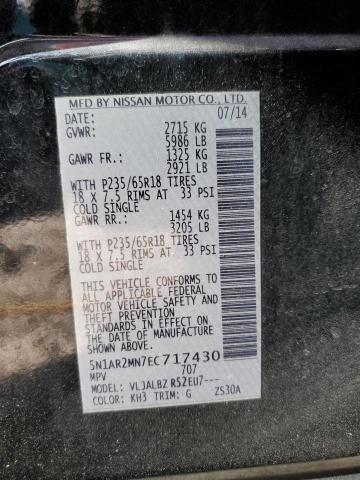 MFD BY NISSAN MOTOR CO., LTD.
DATE: 07/14
GVWR: 2715 KG
5986 LB
GAWR FR.: 1325 KG
2921 LB
WITH P235/65R18 TIRES
18 X 7.5 RIMS AT 33 PSI
COLD SINGLE
GAWR RR.: 1454 KG
3205 LB
WITH P235/65R18 TIRES
18 X 7.5 RIMS AT 33 PSI
COLD SINGLE
THIS VEHICLE CONFORMS TO
ALL APPLICABLE FEDERAL
MOTOR VEHICLE SAFETY AND
THEFT PREVENTION
STANDARDS IN EFFECT ON THE
DATE OF MANUFACTURE
SHOWN ABOVE.
5N1AR2MN7EC717430
MPV 707
MODEL: VLJALBZ R52EU7---
COLOR: KH3 TRIM: G ZS30A